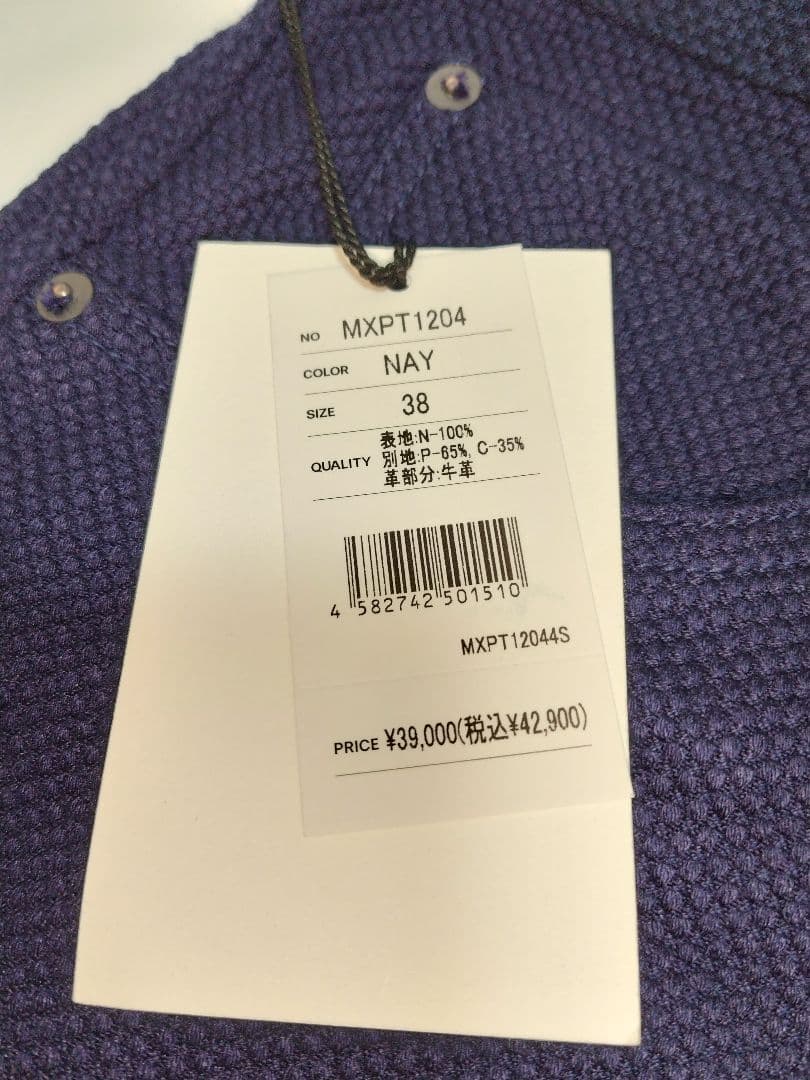 NO MXPT1204
COLOR NAY
SIZE 38
QUALITY 表地:N-100%
別地:P-65%, C-35%
革部分:牛革
4 582742 501510
MXPT12044S
PRICE ¥39,000(税込¥42,900)